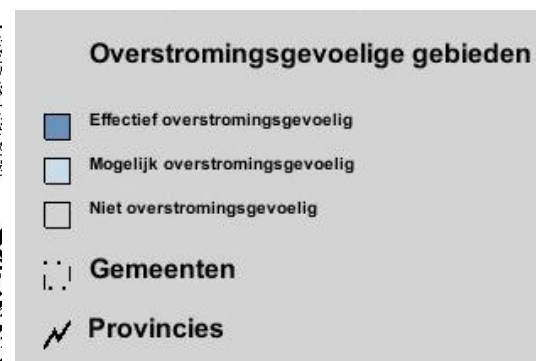 Overstromingsgevoelige gebieden
Effectief overstromingsgevoelig
Mogelijk overstromingsgevoelig
Niet overstromingsgevoelig
Gemeenten
Provincies